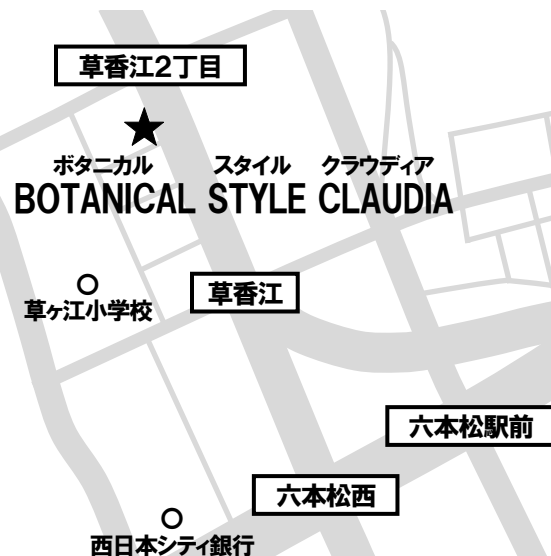 草香江2丁目
★
ボタニカル スタイル クラウディア
BOTANICAL STYLE CLAUDIA
草ヶ江小学校
草香江
六本松駅前
六本松西
西日本シティ銀行